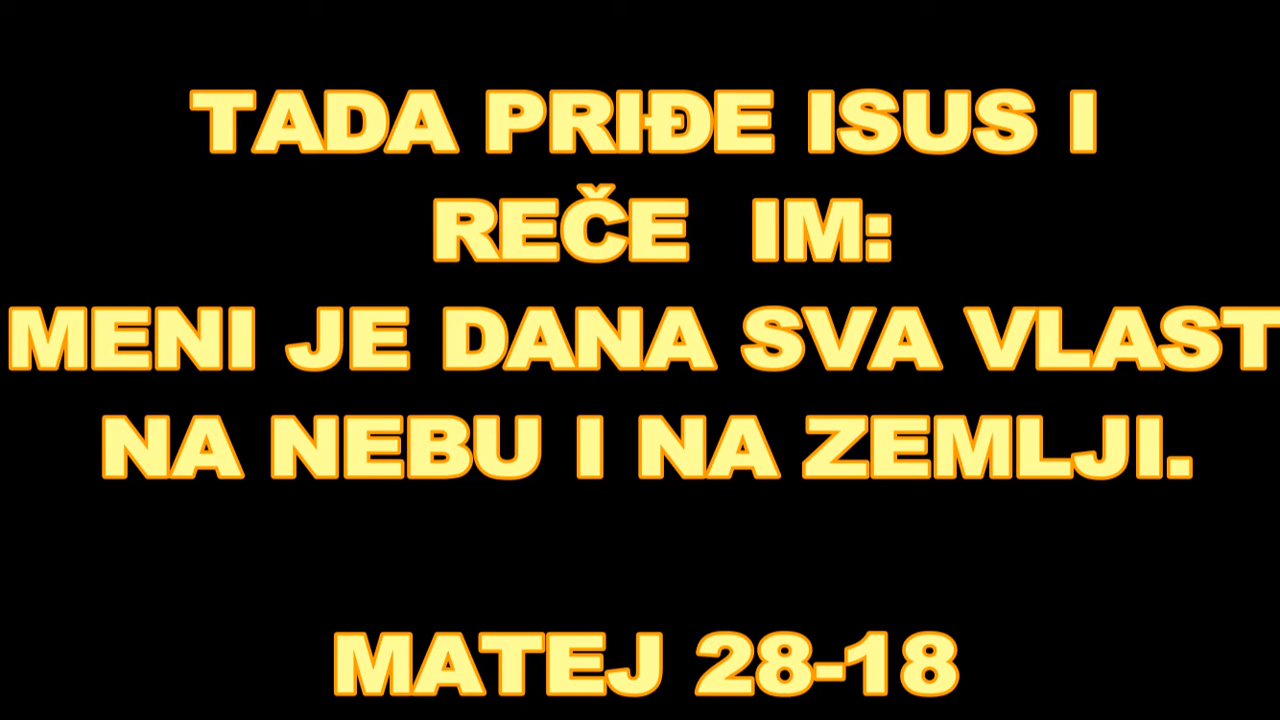 TADA PRIĐE ISUS I
REČE IM:
MENI JE DANA SVA VLAST
NA NEBU I NA ZEMLJI.
MATEJ 28-18